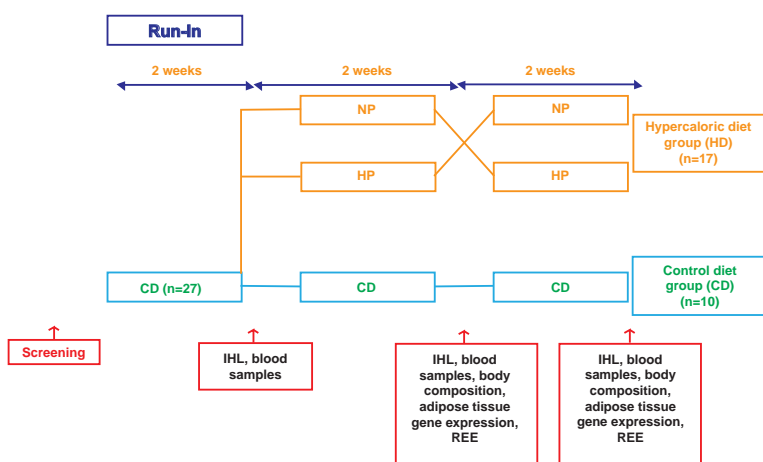 Run-In
2 weeks
2 weeks
2 weeks
NP
NP
Hypercaloric diet
group (HD)
(n=17)
HP
HP
CD (n=27)
CD
CD
Control diet
group (CD)
(n=10)
Screening
IHL, blood
samples
IHL, blood
samples, body
composition,
adipose tissue
gene expression,
REE
IHL, blood
samples, body
composition,
adipose tissue
gene expression,
REE